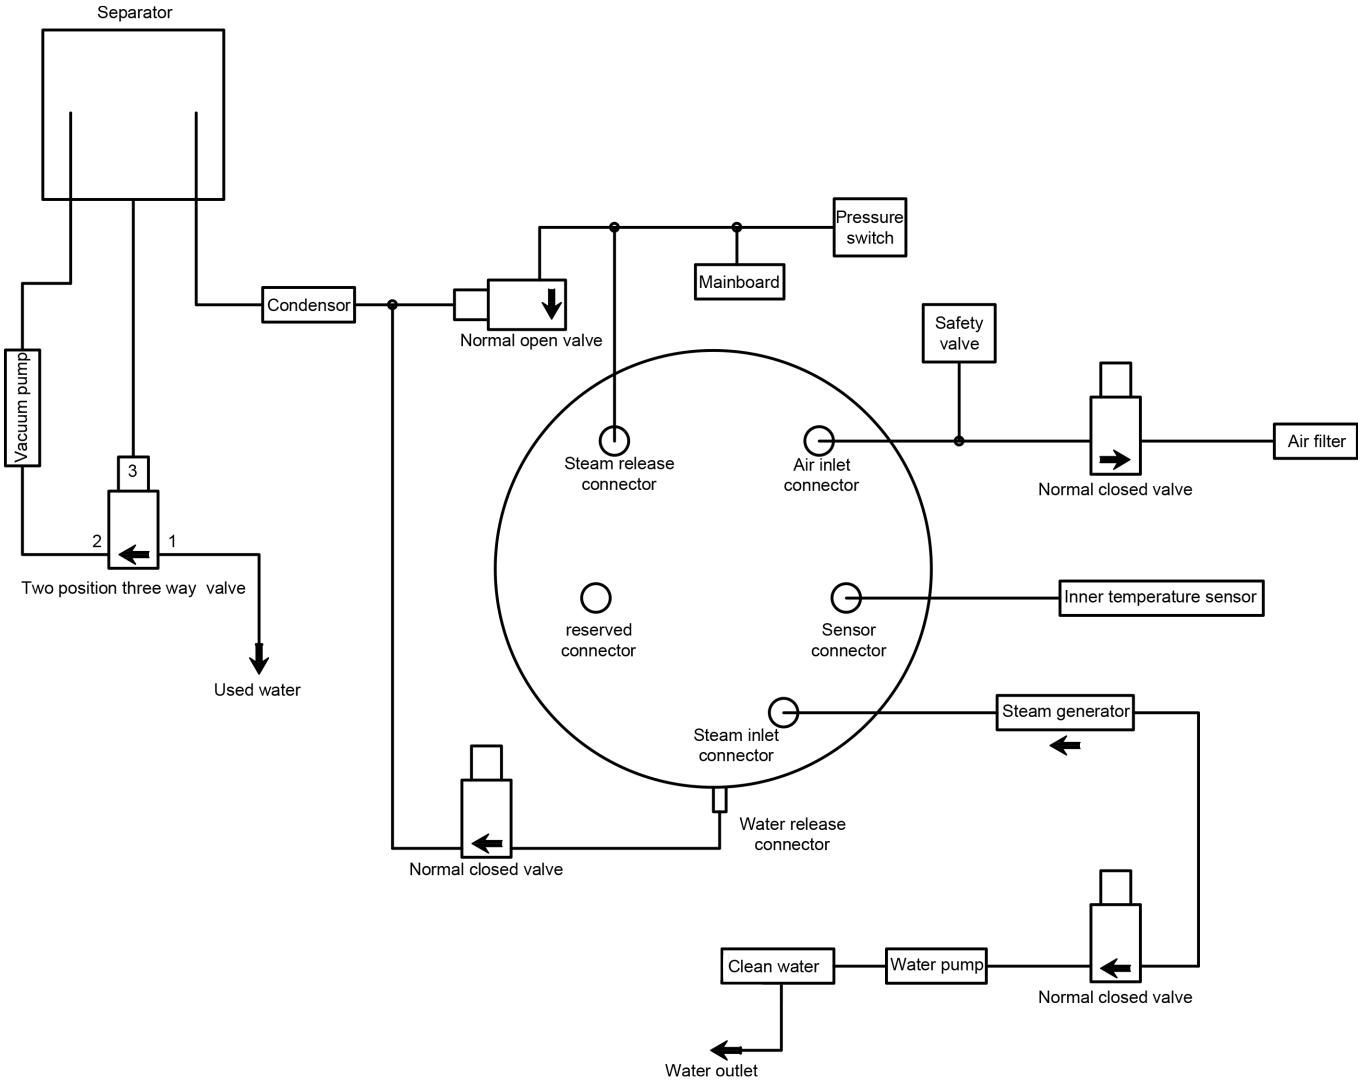 Separator
Pressure
switch
Mainboard
Condensor
Normal open valve
Safety
valve
Vacuum pump
Air filter
Steam release
connector
Air inlet
connector
3
Normal closed valve
2
1
Two position three way valve
Inner temperature sensor
reserved
connector
Sensor
connector
Used water
Steam generator
Steam inlet
connector
Water release
connector
Normal closed valve
Clean water
Water pump
Normal closed valve
Water outlet